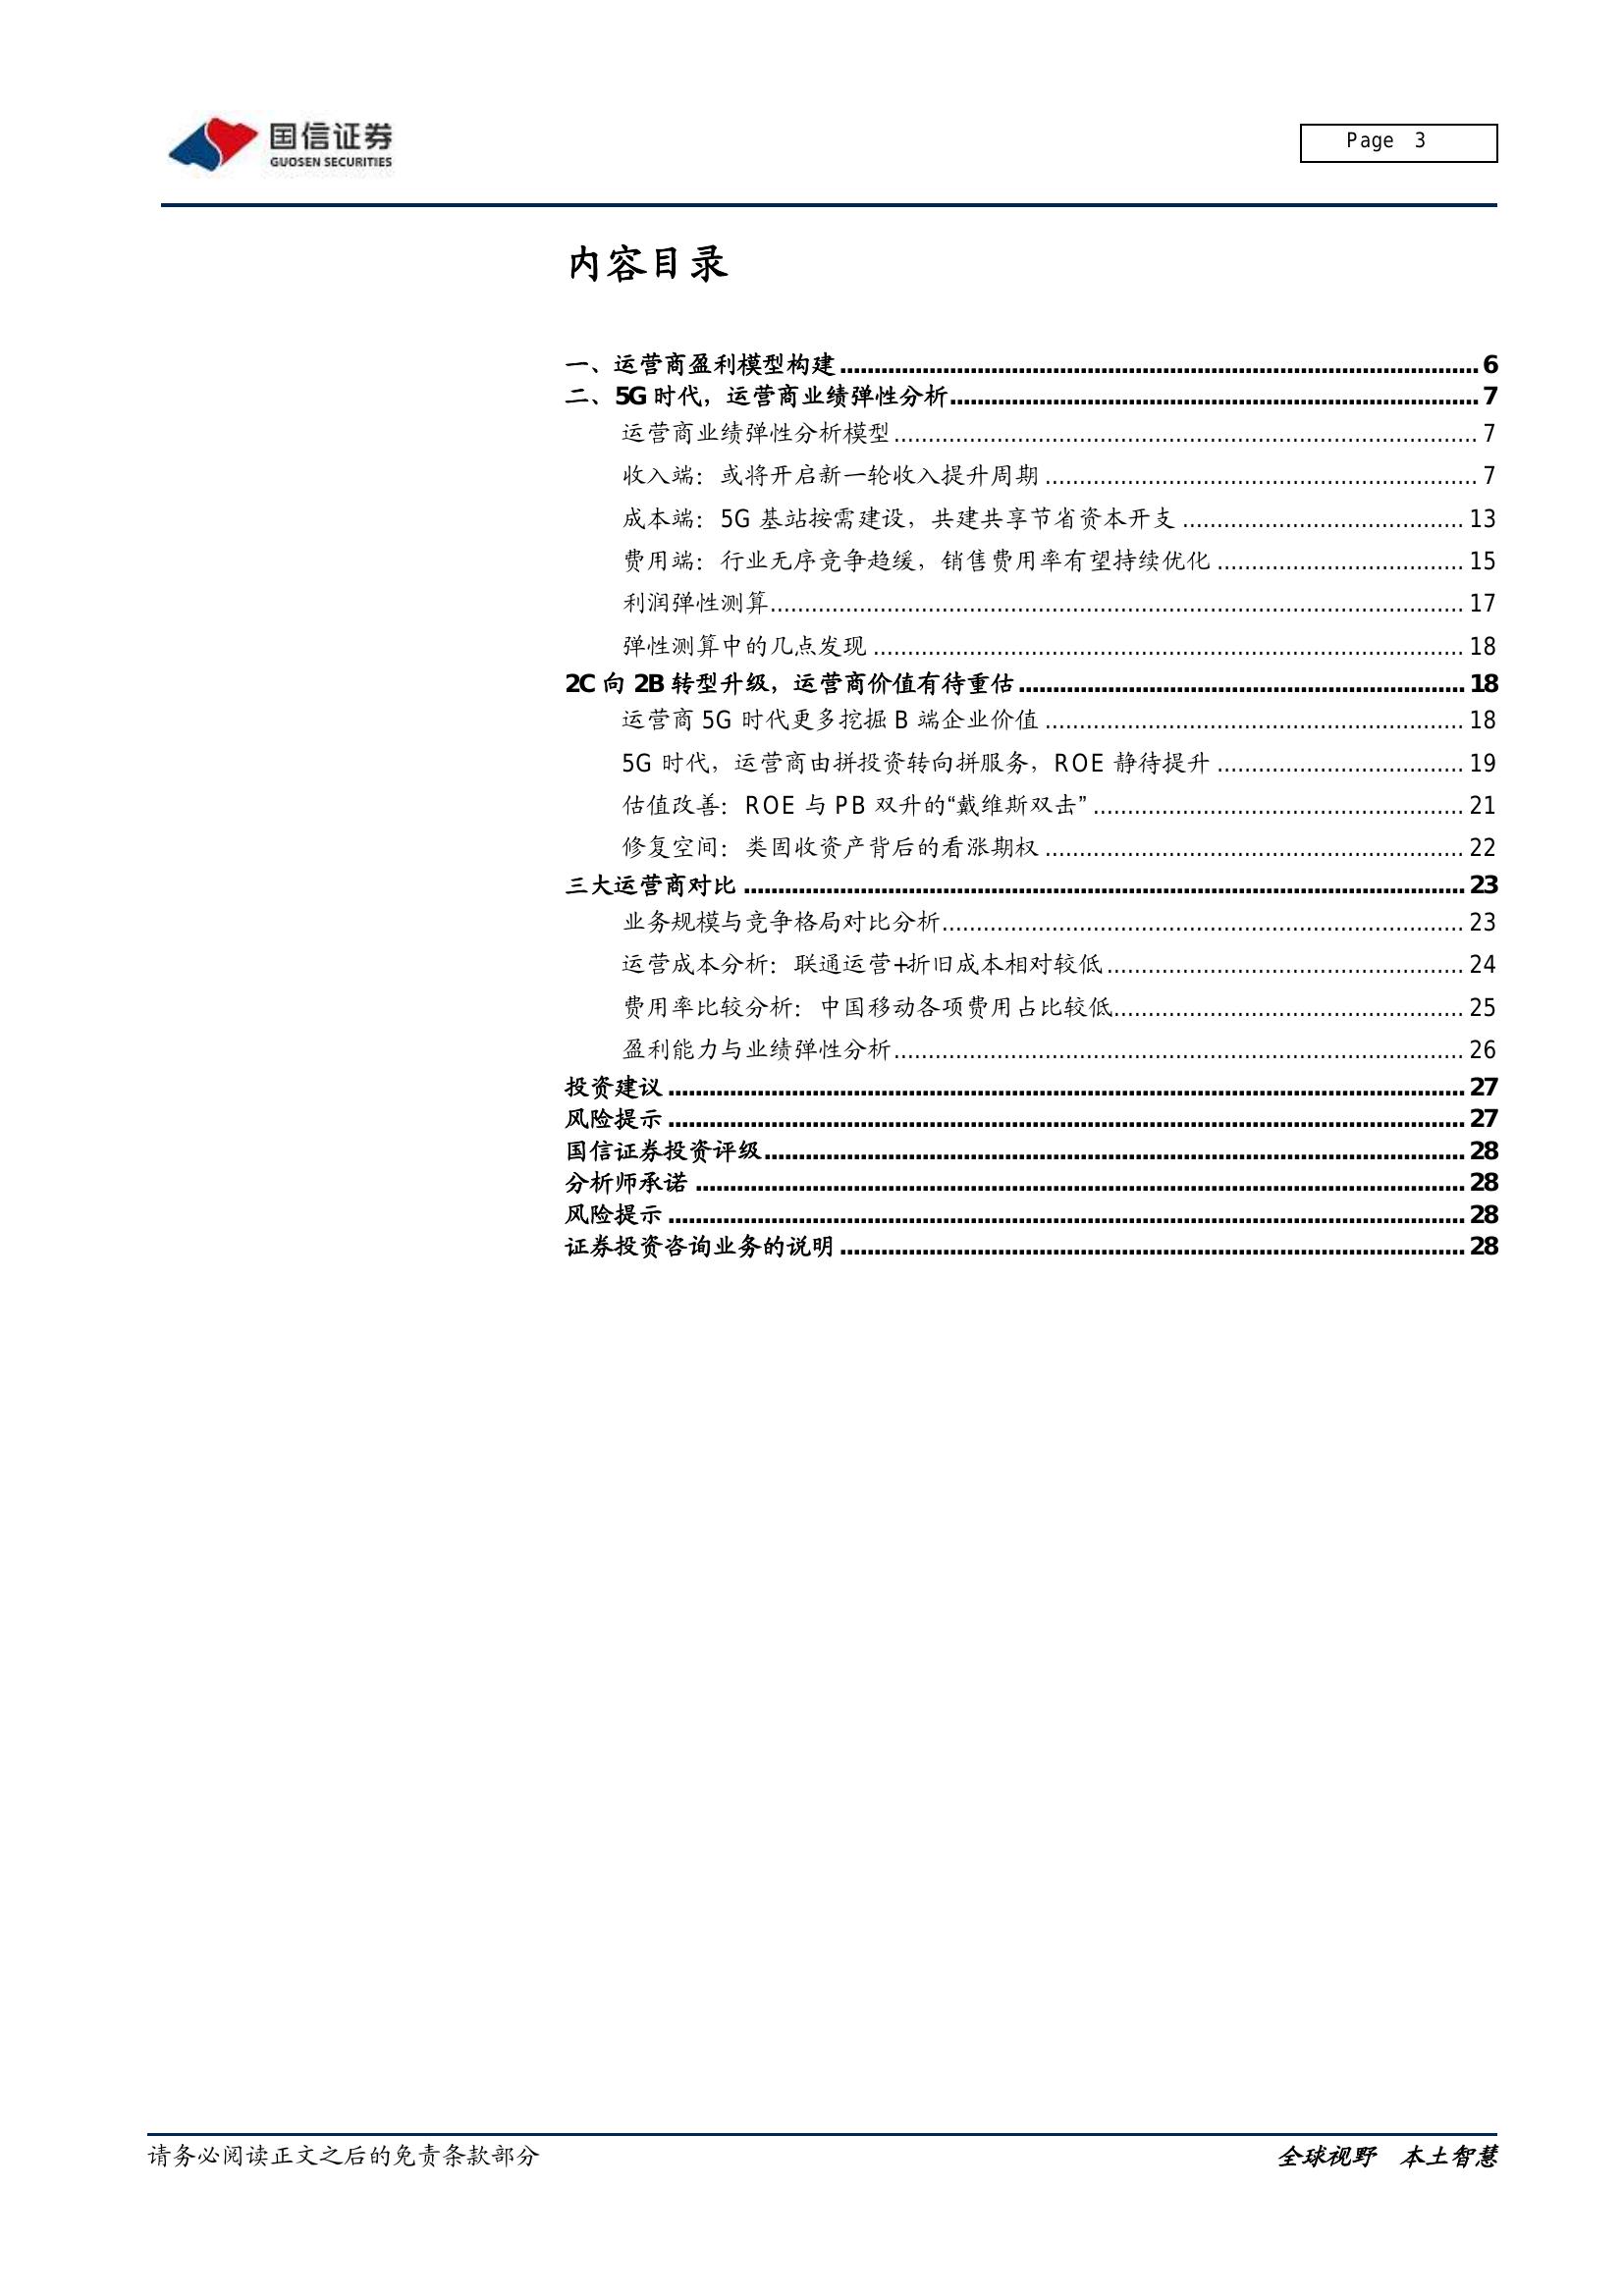 国信证券
GUOSEN SECURITIES
Page 3
内容目录
一、运营商盈利模型构建 ........................................ 6
二、5G 时代，运营商业绩弹性分析 ........................................ 7
运营商业绩弹性分析模型 ........................................ 7
收入端：或将开启新一轮收入提升周期 ........................................ 7
成本端：5G 基站按需建设，共建共享节省资本开支 ........................................ 13
费用端：行业无序竞争趋缓，销售费用率有望持续优化 ........................................ 15
利润弹性测算 ........................................ 17
弹性测算中的几点发现 ........................................ 18
2C 向 2B 转型升级，运营商价值有待重估 ........................................ 18
运营商 5G 时代更多挖掘 B 端企业价值 ........................................ 18
5G 时代，运营商由拼投资转向拼服务，ROE 静待提升 ........................................ 19
估值改善：ROE 与 PB 双升的“戴维斯双击” ........................................ 21
修复空间：类固收资产背后的看涨期权 ........................................ 22
三大运营商对比 ........................................ 23
业务规模与竞争格局对比分析 ........................................ 23
运营成本分析：联通运营+折旧成本相对较低 ........................................ 24
费用率比较分析：中国移动各项费用占比较低 ........................................ 25
盈利能力与业绩弹性分析 ........................................ 26
投资建议 ........................................ 27
风险提示 ........................................ 27
国信证券投资评级 ........................................ 28
分析师承诺 ........................................ 28
风险提示 ........................................ 28
证券投资咨询业务的说明 ........................................ 28
请务必阅读正文之后的免责条款部分
全球视野 本土智慧